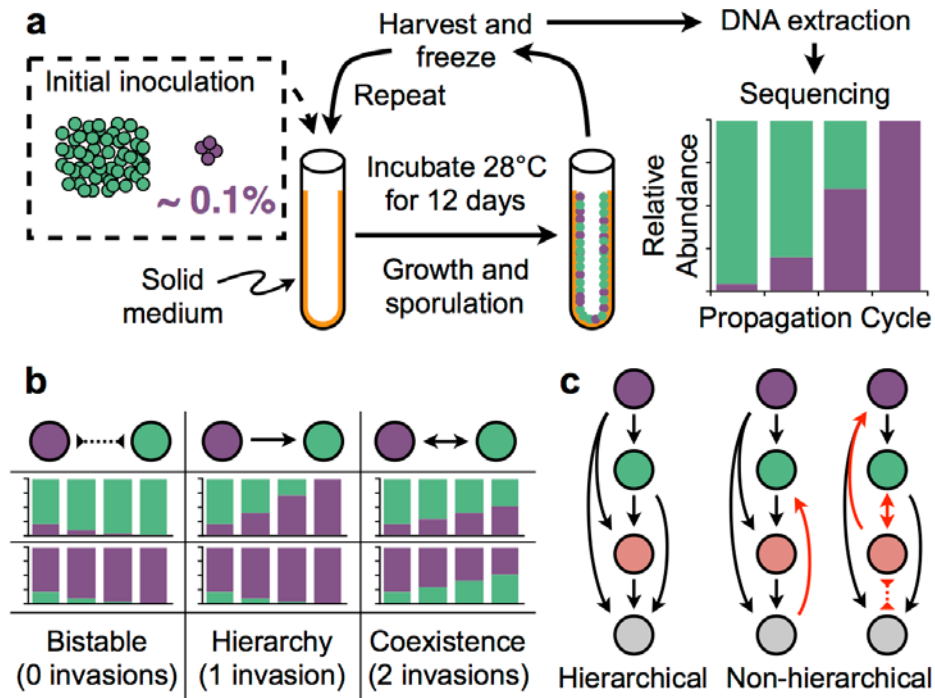 a
Initial inoculation
~ 0.1%
Solid
medium
Harvest and
freeze
Repeat
Incubate 28°C
for 12 days
Growth and
sporulation
DNA extraction
Sequencing
Relative
Abundance
Propagation Cycle
b
Bistable
(0 invasions)
Hierarchy
(1 invasion)
Coexistence
(2 invasions)
c
Hierarchical
Non-hierarchical